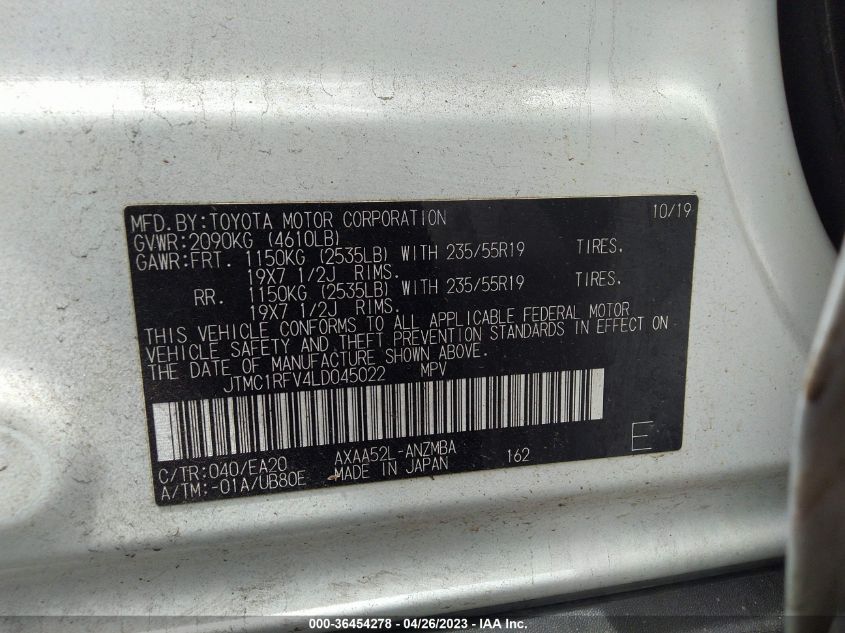 MFD.BY:TOYOTA MOTOR CORPORATION 10/19
GVWR:2090KG (4610LB)
GAWR:FRT. 1150KG (2535LB) WITH 235/55R19 TIRES.
19X7 1/2J RIMS.
RR. 1150KG (2535LB) WITH 235/55R19 TIRES.
19X7 1/2J RIMS.
THIS VEHICLE CONFORMS TO ALL APPLICABLE FEDERAL MOTOR
VEHICLE SAFETY AND THEFT PREVENTION STANDARDS IN EFFECT ON
THE DATE OF MANUFACTURE SHOWN ABOVE.
JTMC1RFV4LD045022 MPV
C/TR:040/EA20 AXAA52L-ANZMBA 162 E
A/TM:-01A/UB80E MADE IN JAPAN
000-36454278 - 04/26/2023 - IAA Inc.